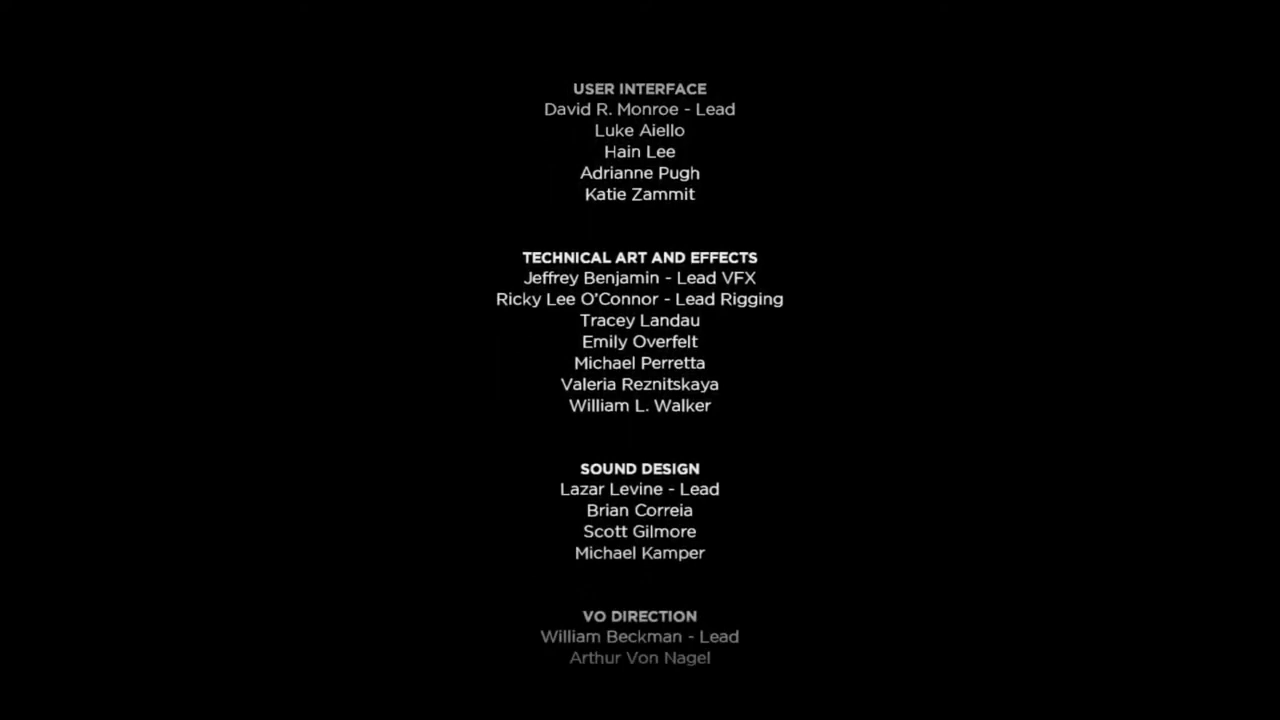 USER INTERFACE
David R. Monroe - Lead
Luke Aiello
Hain Lee
Adrianne Pugh
Katie Zammit
TECHNICAL ART AND EFFECTS
Jeffrey Benjamin - Lead VFX
Ricky Lee O'Connor - Lead Rigging
Tracey Landau
Emily Overfelt
Michael Perretta
Valeria Reznitskaya
William L. Walker
SOUND DESIGN
Lazar Levine - Lead
Brian Correia
Scott Gilmore
Michael Kamper
VO DIRECTION
William Beckman - Lead
Arthur Von Nagel